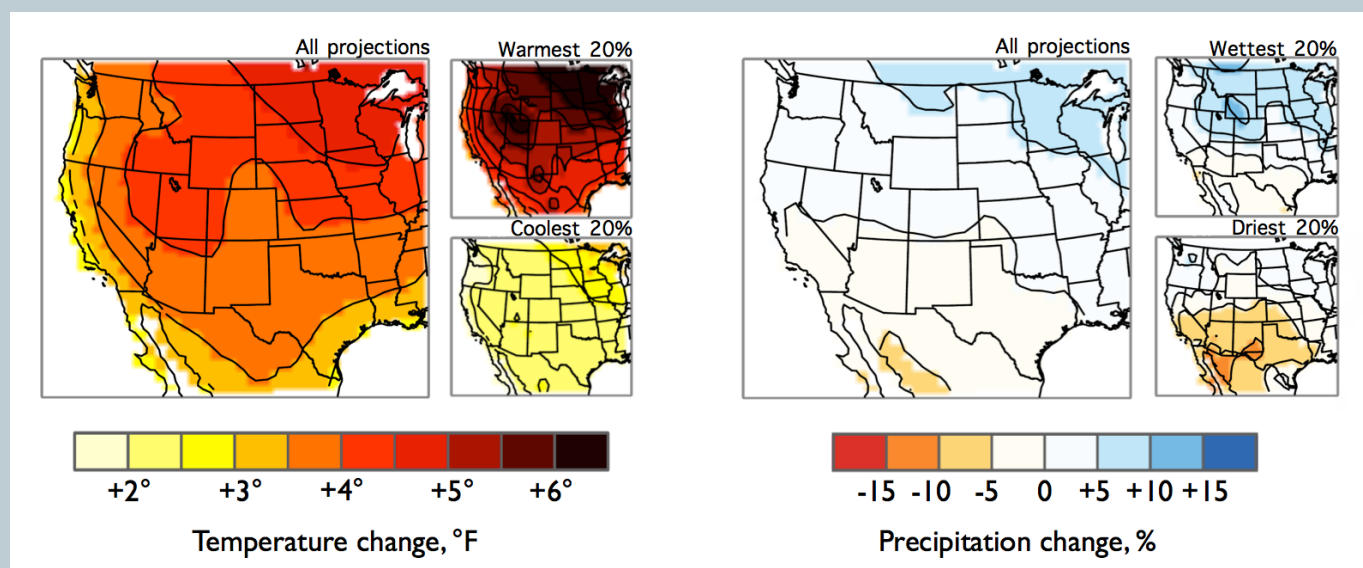 All projections
Warmest 20%
Coolest 20%
+2° +3° +4° +5° +6°
Temperature change, °F
All projections
Wettest 20%
Driest 20%
-15 -10 -5 0 +5 +10 +15
Precipitation change, %